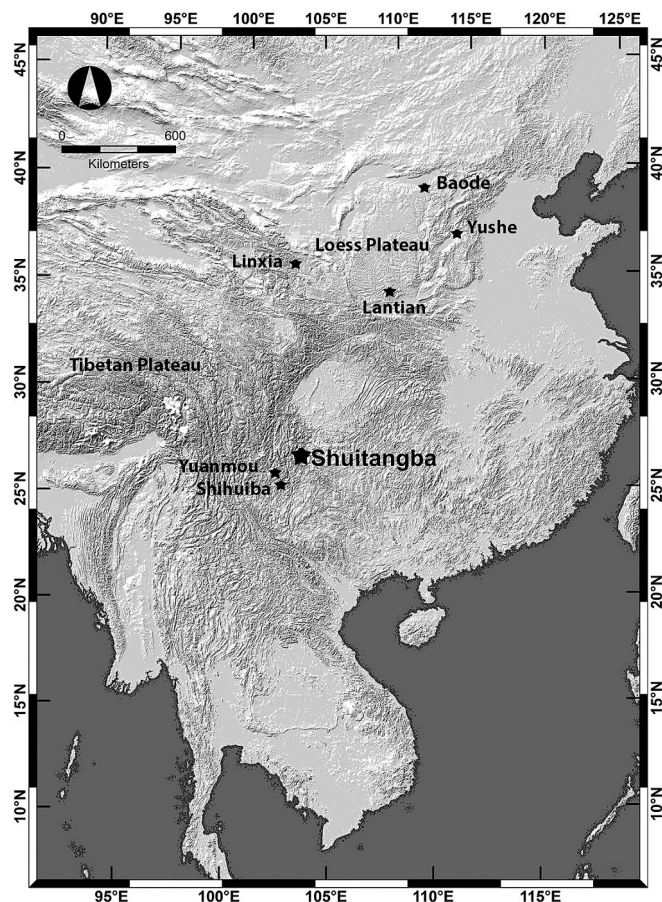 90°E 95°E 100°E 105°E 110°E 115°E 120°E 125°E
45°N 45°N
0 600
Kilometers
40°N 40°N
Baode
Yushe
Loess Plateau
Linxia
35°N 35°N
Lantian
Tibetan Plateau
30°N 30°N
Shuitangba
Yuanmou
Shihuiba
25°N 25°N
20°N 20°N
15°N 15°N
10°N 10°N
95°E 100°E 105°E 110°E 115°E